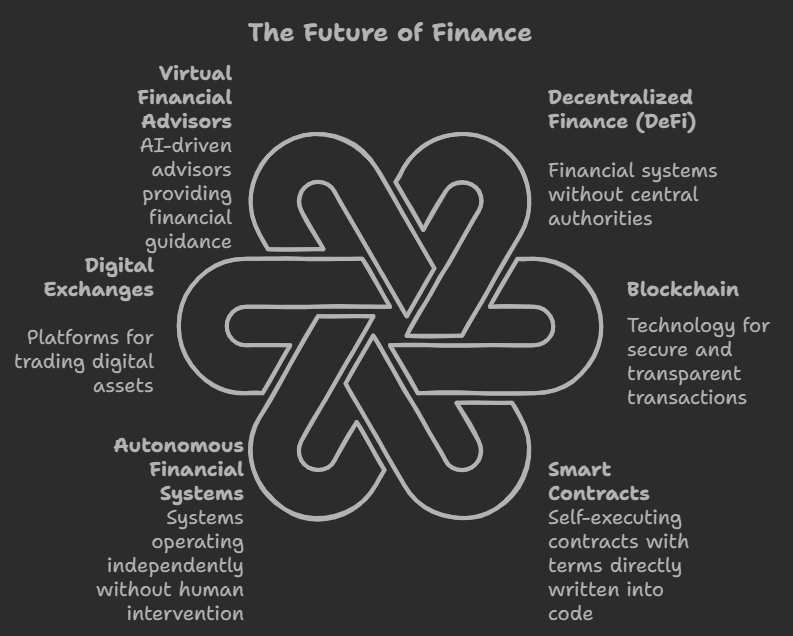 The Future of Finance
Virtual
Financial
Advisors
AI-driven
advisors
providing
financial
guidance
Decentralized
Finance (DeFi)
Financial systems
without central
authorities
Digital
Exchanges
Platforms for
trading digital
assets
Blockchain
Technology for
secure and
transparent
transactions
Autonomous
Financial
Systems
Systems
operating
independently
without human
intervention
Smart
Contracts
Self-executing
contracts with
terms directly
written into
code